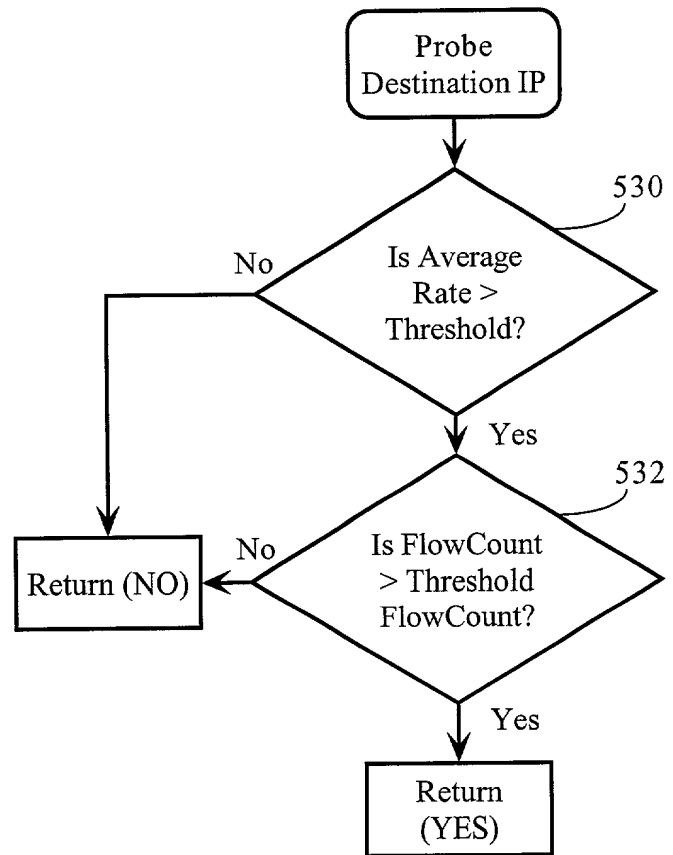 Probe
Destination IP
530
Is Average
Rate >
Threshold?
No
Yes
532
Is FlowCount
> Threshold
FlowCount?
No
Return (NO)
Yes
Return
(YES)